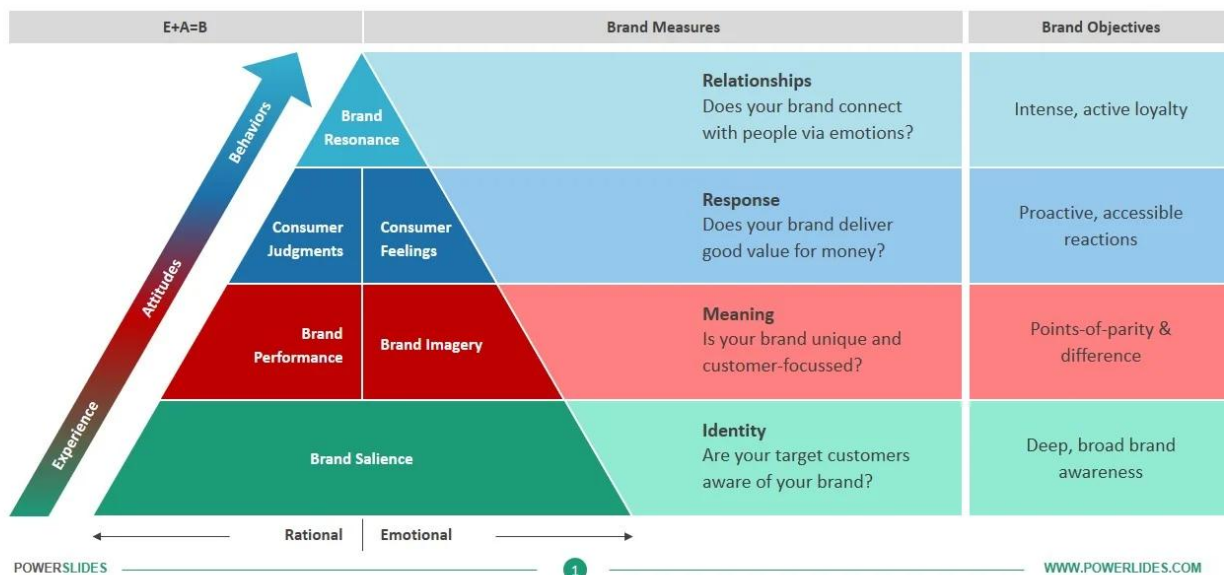 E+A=B
Brand Measures
Brand Objectives
Behaviors
Attitudes
Experience
Brand
Resonance
Relationships
Does your brand connect
with people via emotions?
Intense, active loyalty
Consumer
Judgments
Consumer
Feelings
Response
Does your brand deliver
good value for money?
Proactive, accessible
reactions
Brand
Performance
Brand Imagery
Meaning
Is your brand unique and
customer-focussed?
Points-of-parity &
difference
Brand Salience
Identity
Are your target customers
aware of your brand?
Deep, broad brand
awareness
Rational
Emotional
POWERSLIDES
1
WWW.POWERLIDES.COM